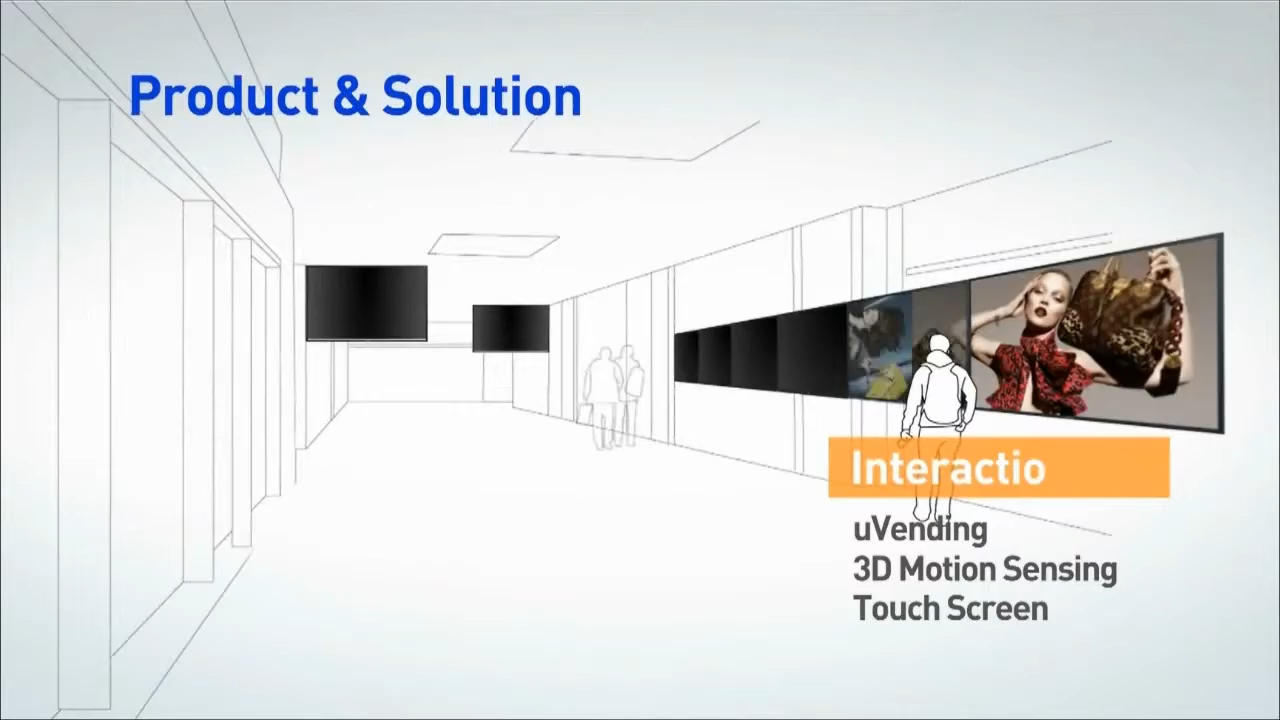 Product & Solution
Interactio
uVending
3D Motion Sensing
Touch Screen